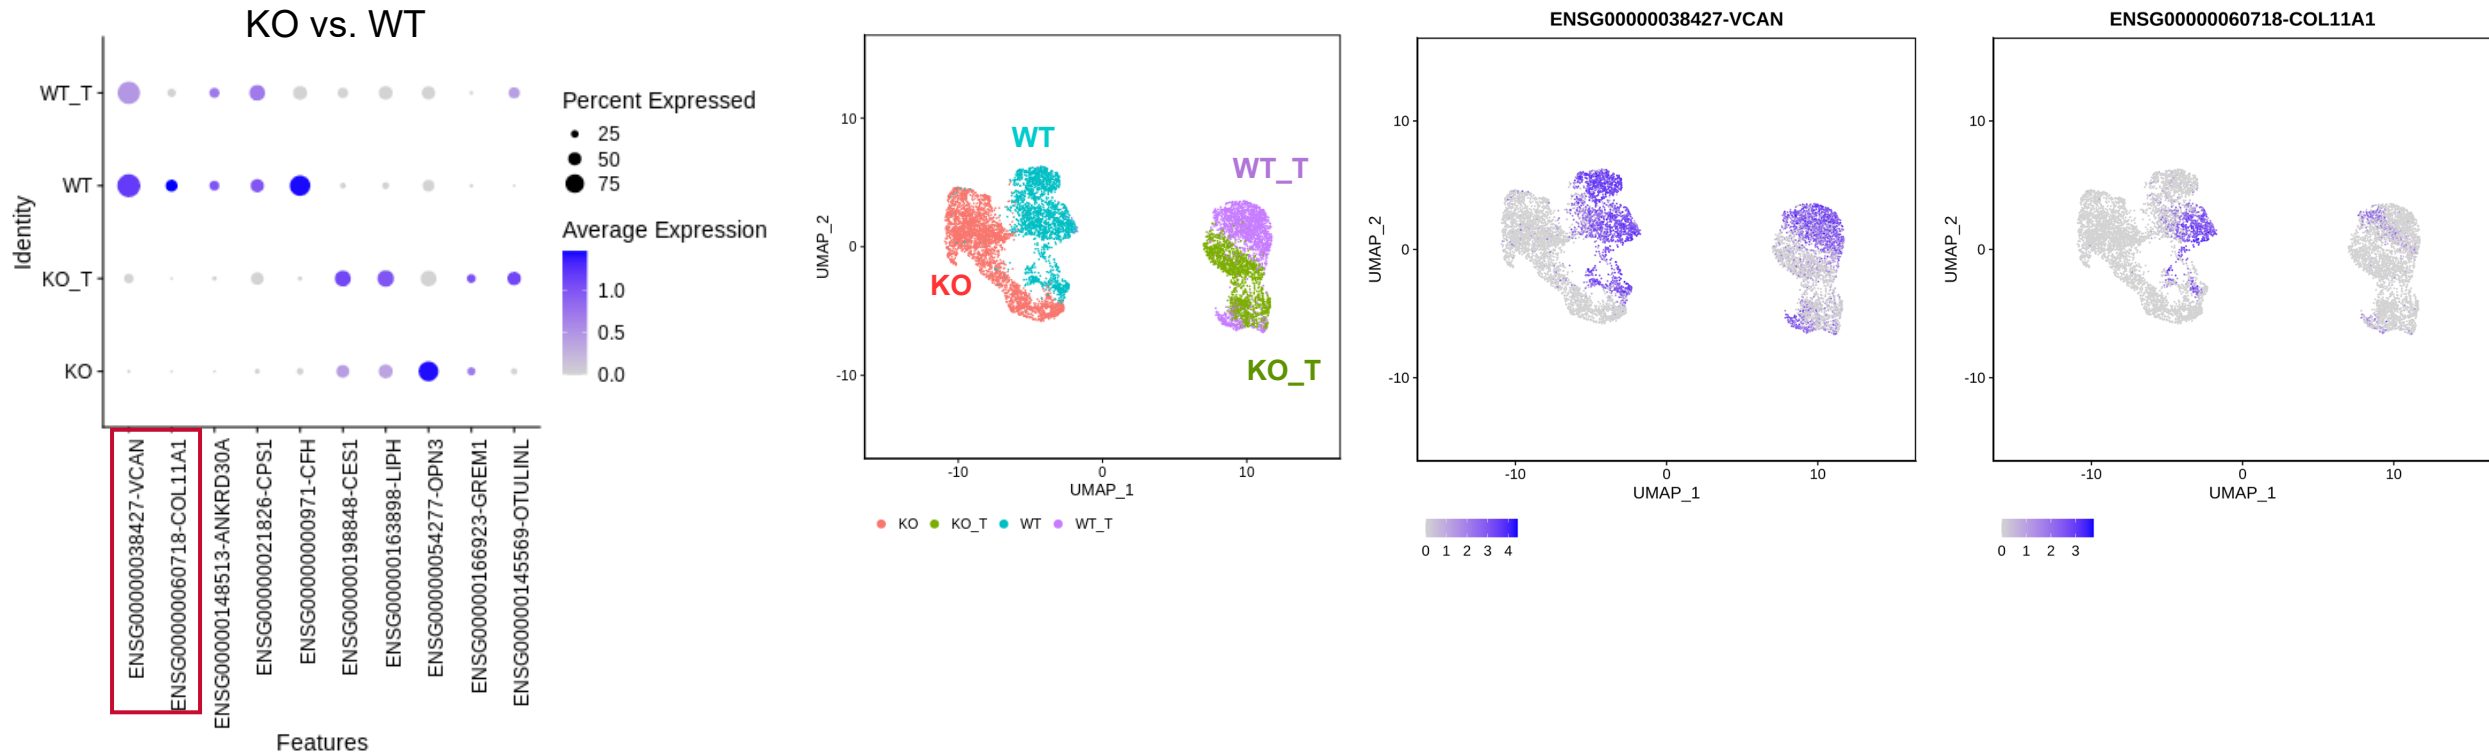 KO vs. WT
WT_T
WT
KO_T
KO
Identity
ENSG00000038427-VCAN
ENSG00000060718-COL11A1
ENSG00000148513-ANKRD30A
ENSG00000021826-CPS1
ENSG00000000971-CFH
ENSG00000198848-CES1
ENSG00000163898-LIPH
ENSG00000054277-OPN3
ENSG00000166923-GREM1
ENSG00000145569-OTULINL
Features
Percent Expressed
25
50
75
Average Expression
1.0
0.5
0.0
10
0
-10
UMAP_2
WT
WT_T
KO
KO_T
-10 0 10
UMAP_1
KO KO_T WT WT_T
ENSG00000038427-VCAN
10
0
-10
UMAP_2
-10 0 10
UMAP_1
0 1 2 3 4
ENSG00000060718-COL11A1
10
0
-10
UMAP_2
-10 0 10
UMAP_1
0 1 2 3